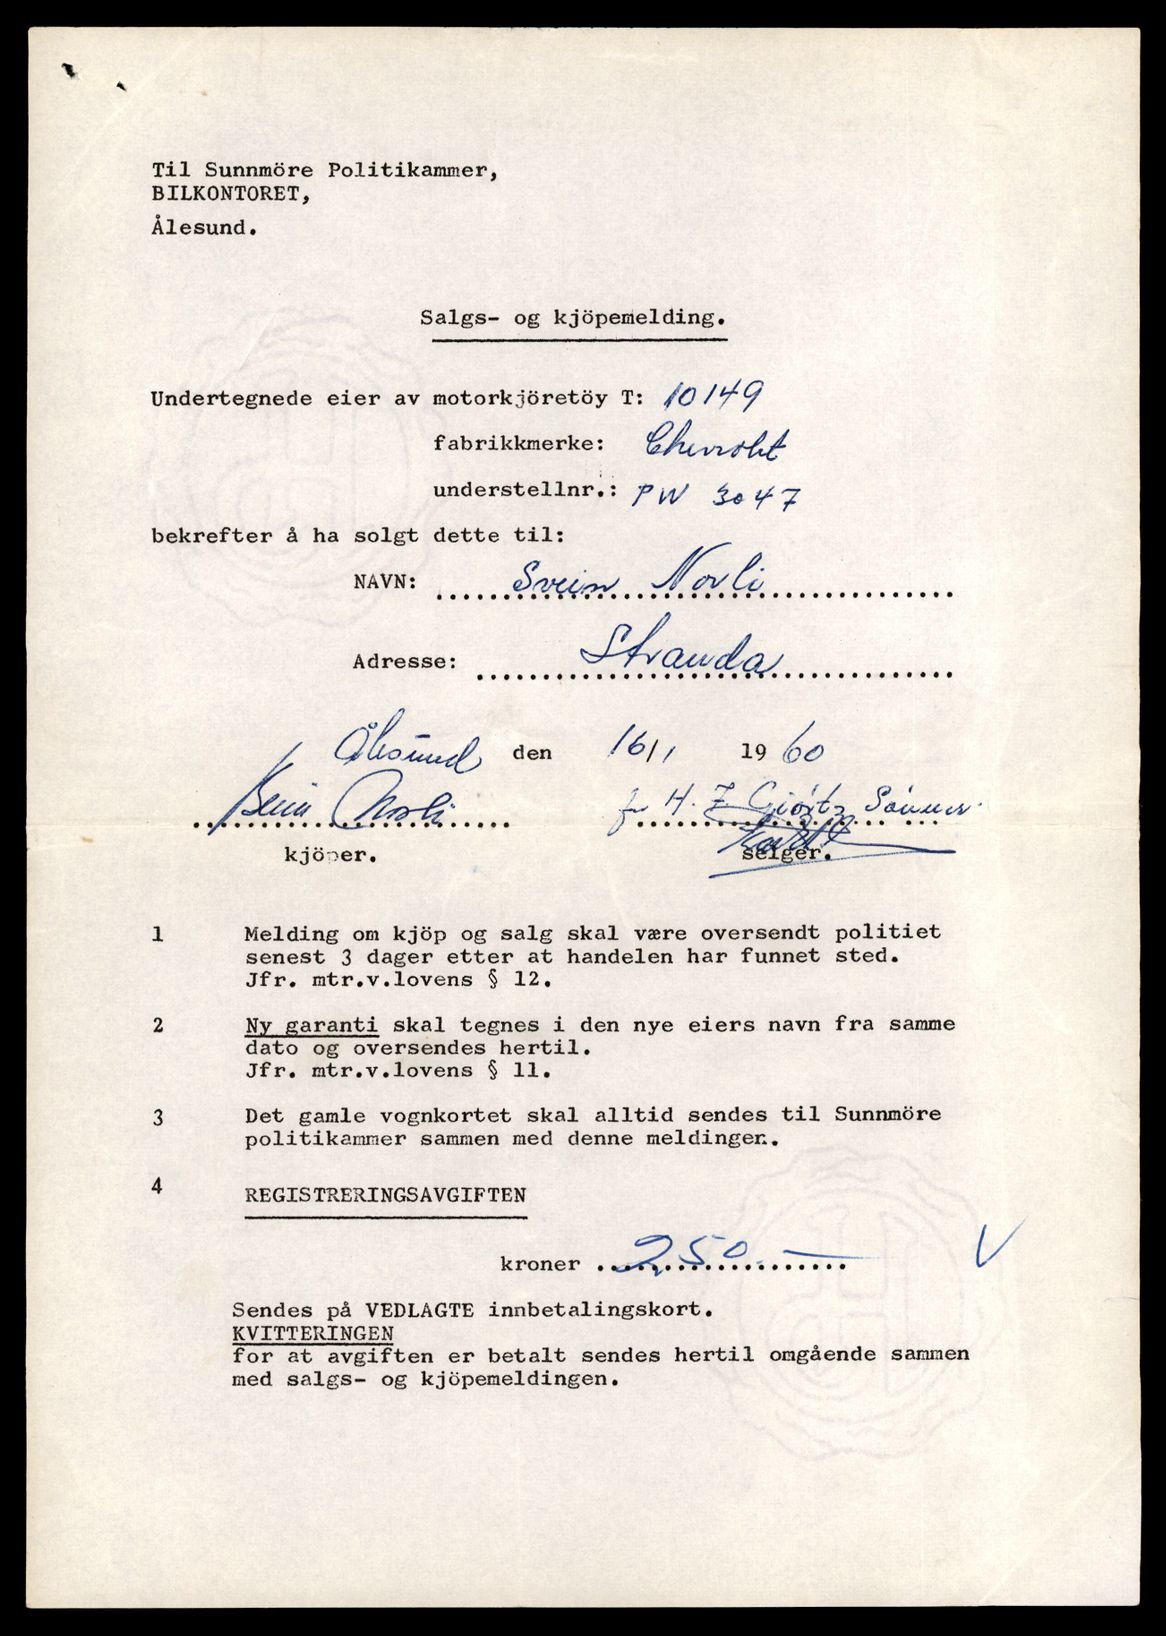 Til Sunnmöre Politikammer,
BILKONTORET,
Ålesund.
Salgs- og kjöpemelding.
Undertegnede eier av motorkjöretöy T: 10149
fabrikkmerke: Chevrolet
understellnr.: PW 3047
bekrefter å ha solgt dette til:
NAVN: Svein Norli
Adresse: Stranda
Ålesund den 16/1 1960
Svein Norli for H. Z Giörtz Sönner
kjöper. selger.
1 Melding om kjöp og salg skal være oversendt politiet
senest 3 dager etter at handelen har funnet sted.
Jfr. mtr.v.lovens § 12.
2 Ny garanti skal tegnes i den nye eiers navn fra samme
dato og oversendes hertil.
Jfr. mtr.v.lovens § 11.
3 Det gamle vognkortet skal alltid sendes til Sunnmöre
politikammer sammen med denne meldingen.
4 REGISTRERINGSAVGIFTEN
kroner 250.—
Sendes på VEDLAGTE innbetalingskort.
KVITTERINGEN
for at avgiften er betalt sendes hertil omgående sammen
med salgs- og kjöpemeldingen.